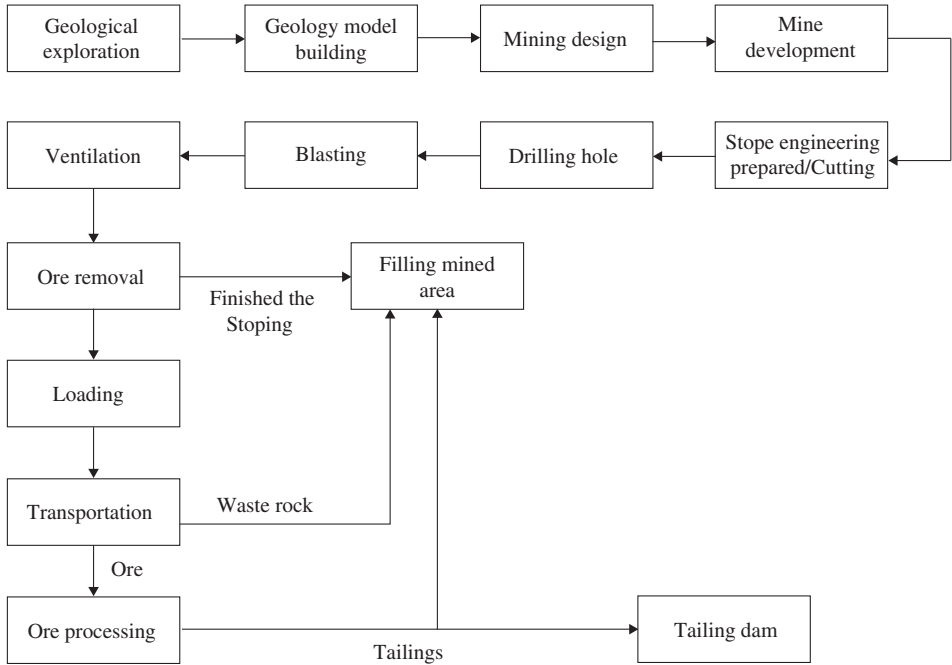 Geological
exploration
Geology model
building
Mining design
Mine
development
Ventilation
Blasting
Drilling hole
Stope engineering
prepared/Cutting
Ore removal
Finished the
Stoping
Filling mined
area
Loading
Transportation
Waste rock
Ore
Ore processing
Tailings
Tailing dam